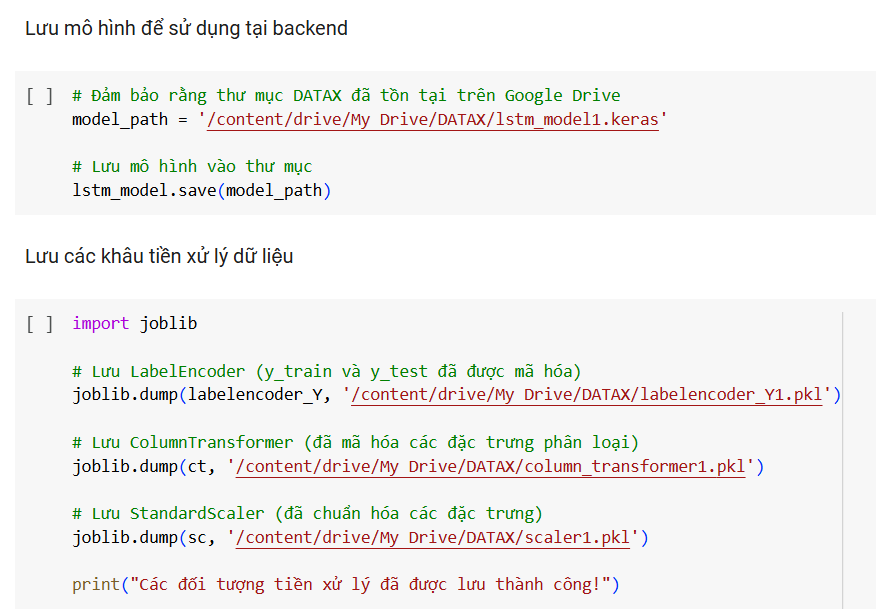 Lưu mô hình để sử dụng tại backend
[ ] # Đảm bảo rằng thư mục DATAX đã tồn tại trên Google Drive
model_path = '/content/drive/My Drive/DATAX/lstm_model1.keras'
# Lưu mô hình vào thư mục
lstm_model.save(model_path)
Lưu các khâu tiền xử lý dữ liệu
[ ] import joblib
# Lưu LabelEncoder (y_train và y_test đã được mã hóa)
joblib.dump(labelencoder_Y, '/content/drive/My Drive/DATAX/labelencoder_Y1.pkl')
# Lưu ColumnTransformer (đã mã hóa các đặc trưng phân loại)
joblib.dump(ct, '/content/drive/My Drive/DATAX/column_transformer1.pkl')
# Lưu StandardScaler (đã chuẩn hóa các đặc trưng)
joblib.dump(sc, '/content/drive/My Drive/DATAX/scaler1.pkl')
print("Các đối tượng tiền xử lý đã được lưu thành công!")